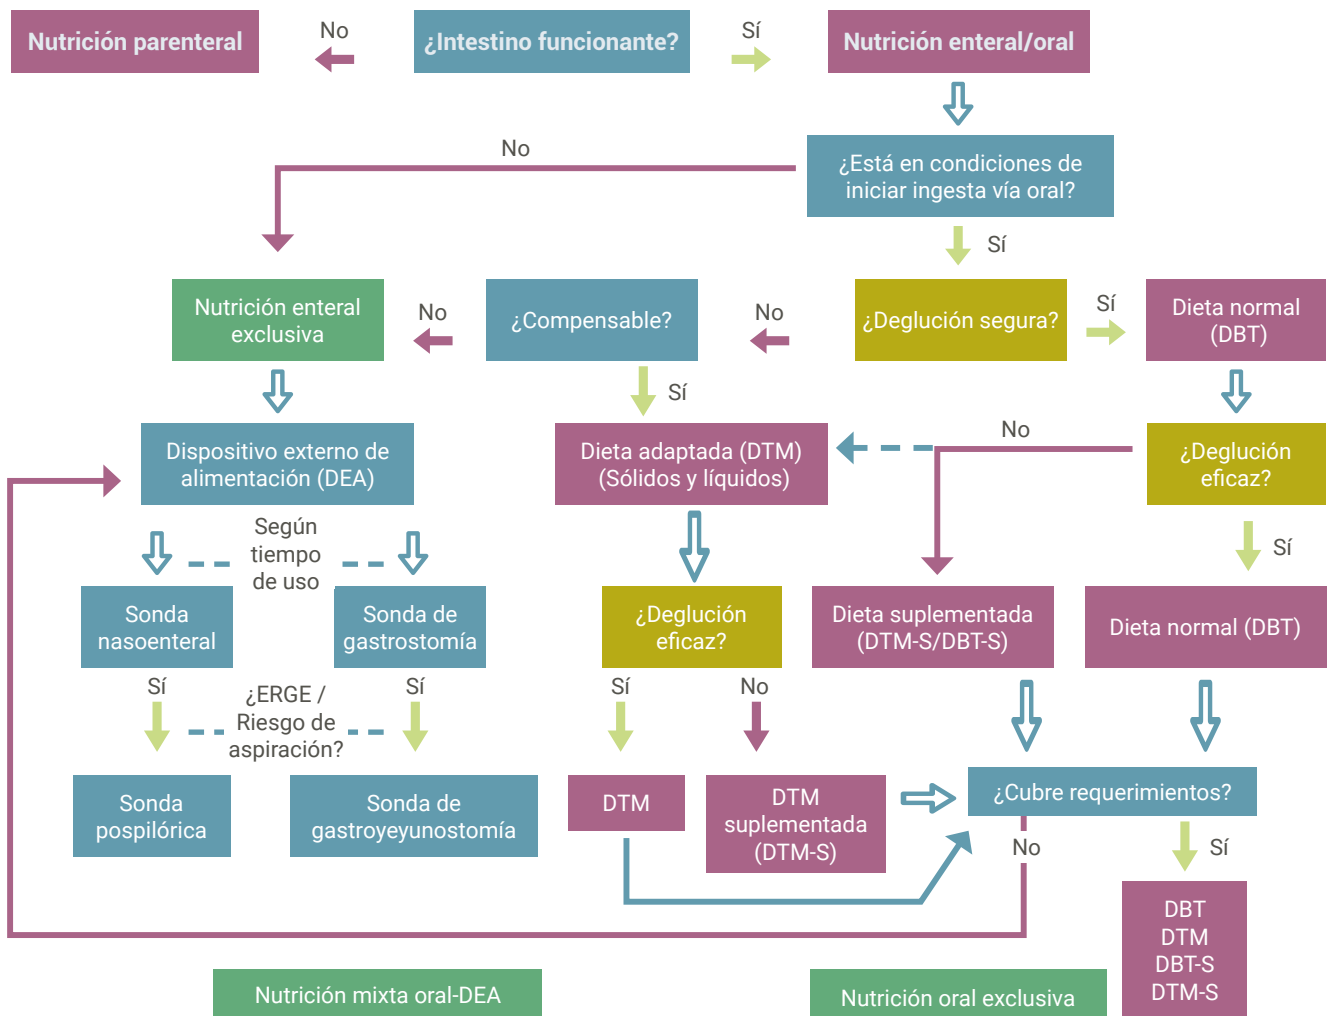 Nutrición parenteral
No
¿Intestino funcionante?
Sí
Nutrición enteral/oral
No
¿Está en condiciones de
iniciar ingesta vía oral?
Sí
Nutrición enteral
exclusiva
No
¿Compensable?
No
¿Deglución segura?
Sí
Dieta normal
(DBT)
Sí
Dispositivo externo de
alimentación (DEA)
Dieta adaptada (DTM)
(Sólidos y líquidos)
No
¿Deglución
eficaz?
Según
tiempo
de uso
Sí
Sonda
nasoenteral
Sonda de
gastrostomía
¿Deglución
eficaz?
Dieta suplementada
(DTM-S/DBT-S)
Dieta normal (DBT)
Sí
¿ERGE /
Riesgo de
aspiración?
Sí
Sí
No
Sonda
pospilórica
Sonda de
gastroyeyunostomía
DTM
DTM
suplementada
(DTM-S)
¿Cubre requerimientos?
No
Sí
DBT
DTM
DBT-S
DTM-S
Nutrición mixta oral-DEA
Nutrición oral exclusiva